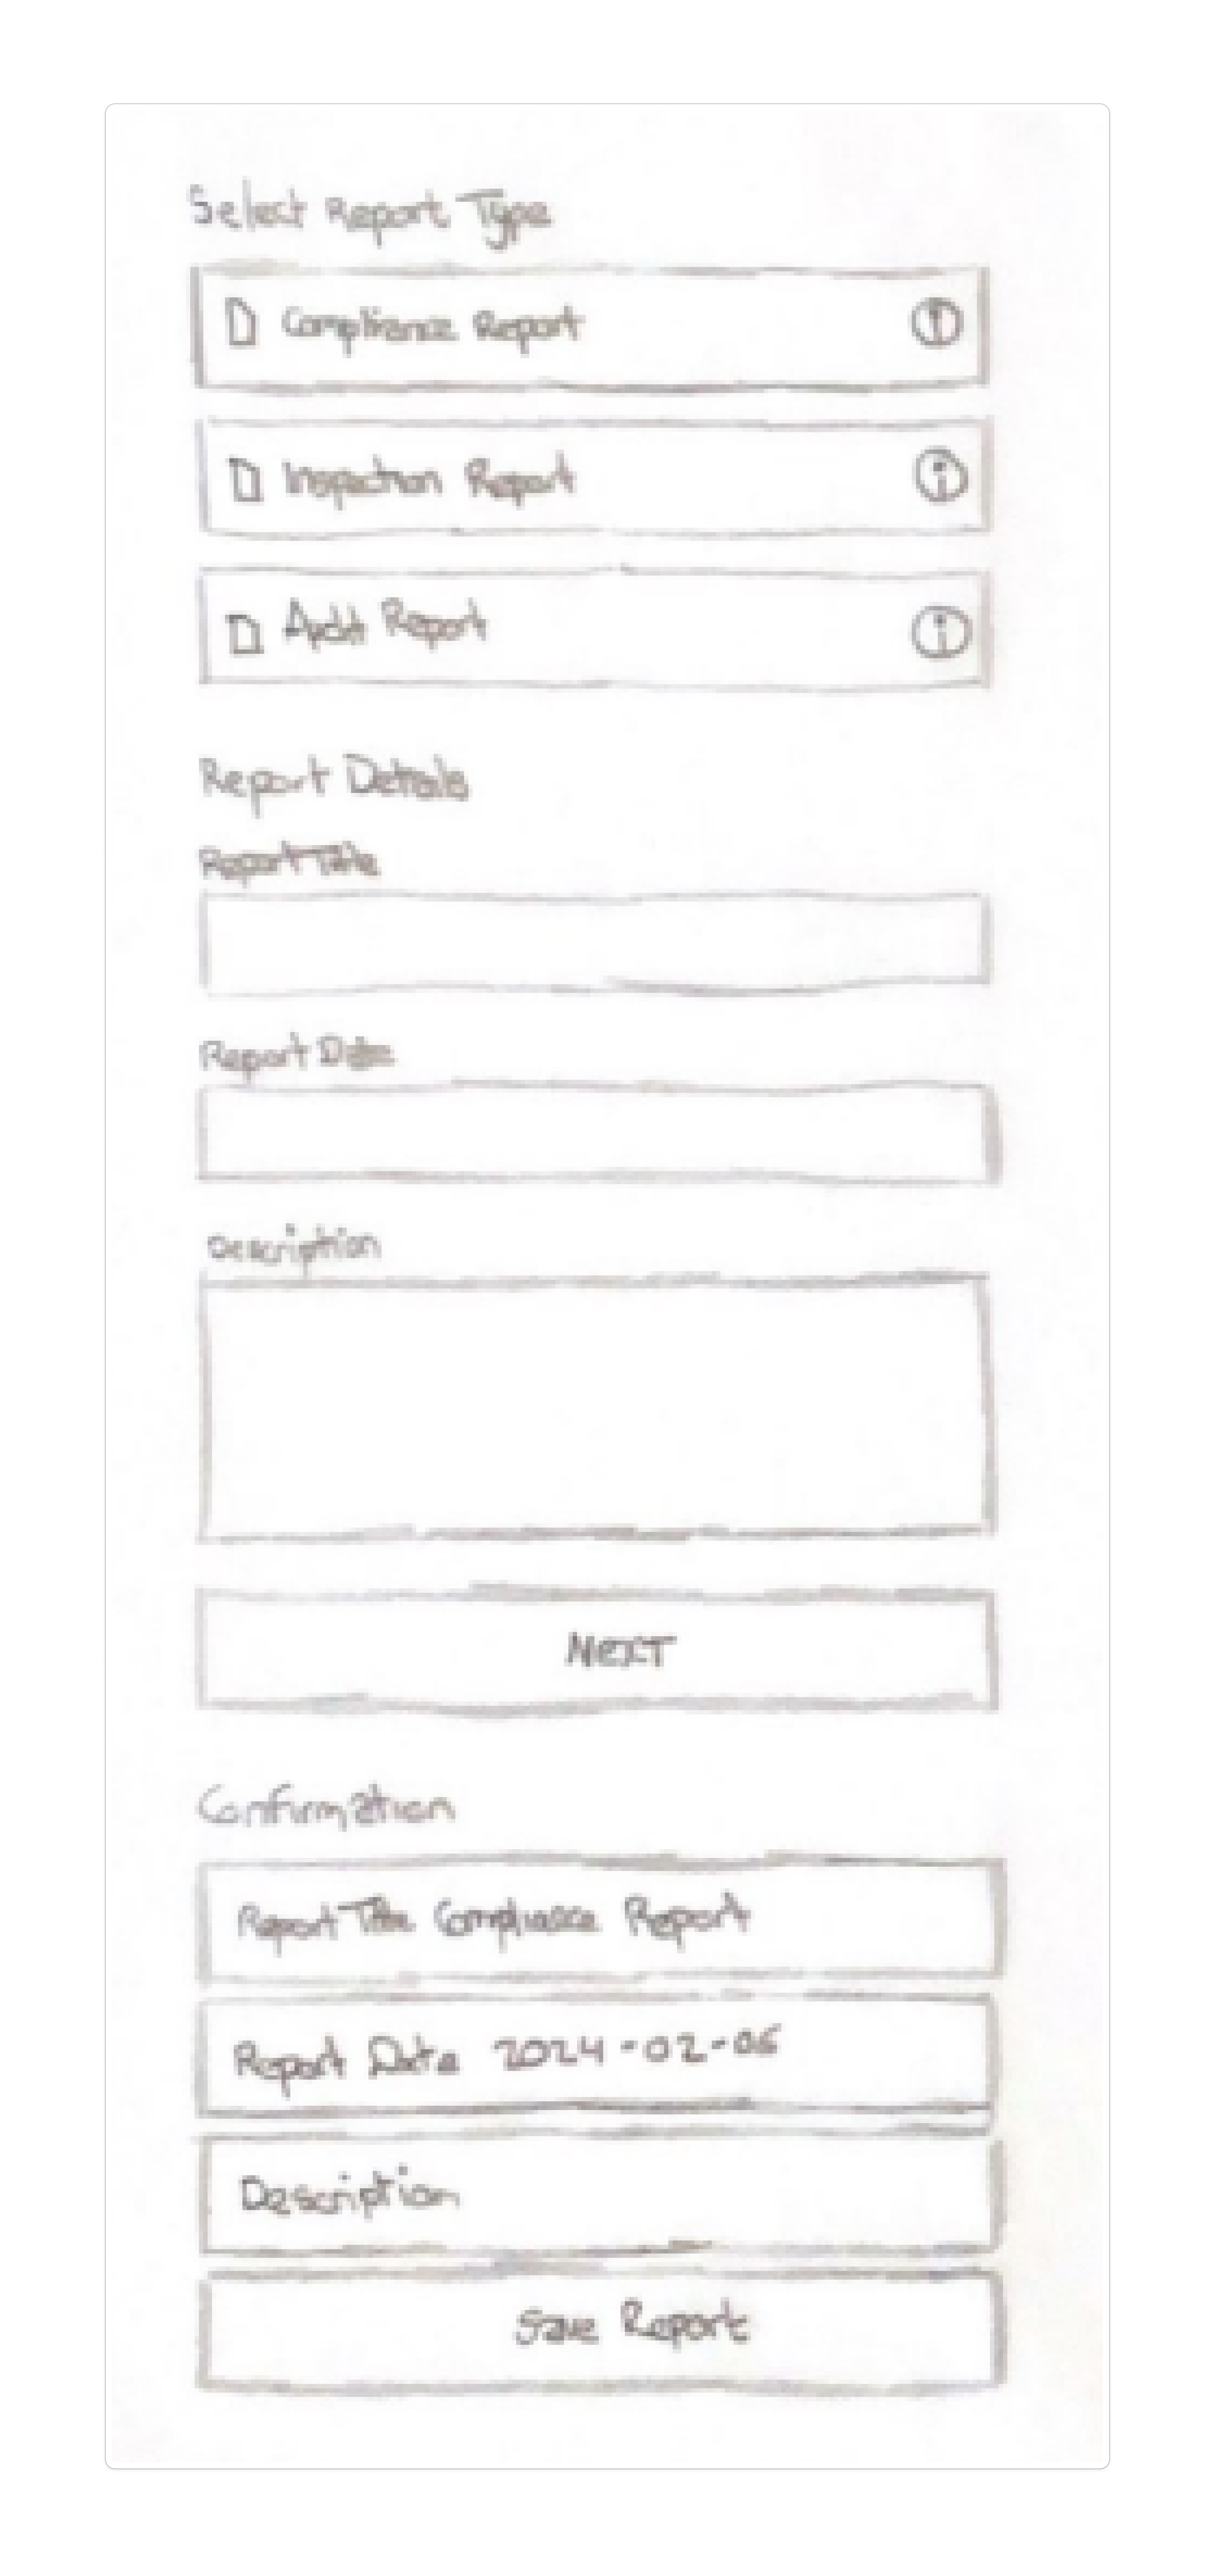 Select Report Type
Compliance Report
Inspection Report
Audit Report
Report Details
Report Title
Report Date
Description
NEXT
Confirmation
Report Title Compliance Report
Report Date 2024-02-05
Description
Save Report